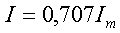 I = 0,707I_m